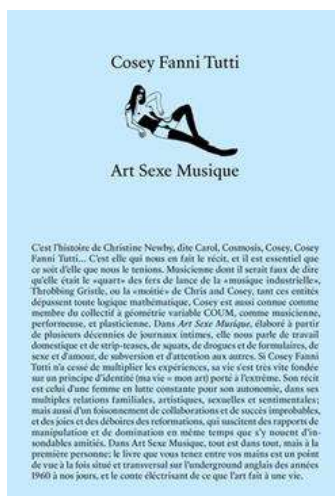 Cosey Fanni Tutti
Art Sexe Musique
C'est l'histoire de Christine Newby, dite Carol, Cosmosis, Cosey, Cosey
Fanni Tutti... C'est elle qui nous en fait le récit, et il est essentiel que
ce soit d'elle que nous le tenions. Musicienne dont il serait faux de dire
qu'elle était le «quart» des fers de lance de la «musique industrielle»,
Throbbing Gristle, ou la «moitié» de Chris and Cosey, tant ces entités
dépassent toute logique mathématique. Cosey est aussi connue comme
membre du collectif à géométrie variable COUM, comme musicienne,
performeuse, et plasticienne. Dans Art Sexe Musique, élaboré à partir
de plusieurs décennies de journaux intimes, elle nous parle de travail
domestique et de strip-teases, de squats, de drogues et de formulaires, de
sexe et d'amour, de subversion et d'attention aux autres. Si Cosey Fanni
Tutti n'a cessé de multiplier les expériences, sa vie s'est très vite fondée
sur un principe d'identité (ma vie = mon art) porté à l'extrême. Son récit
est celui d'une femme en lutte constante pour son autonomie, dans ses
multiples relations familiales, artistiques, sexuelles et sentimentales;
mais aussi d'un foisonnement de collaborations et de succès improbables,
et des joies et des déboires des reformations, qui suscitent des rapports de
manipulation et de domination en même temps que s'y nouent d'in-
sondables amitiés. Dans Art Sexe Musique, tout est dans tout, mais à la
première personne: le livre que vous tenez entre vos mains est un point
de vue à la fois situé et transversal sur l'underground anglais des années
1960 à nos jours, et le conte électrisant de ce que l'art fait à une vie.